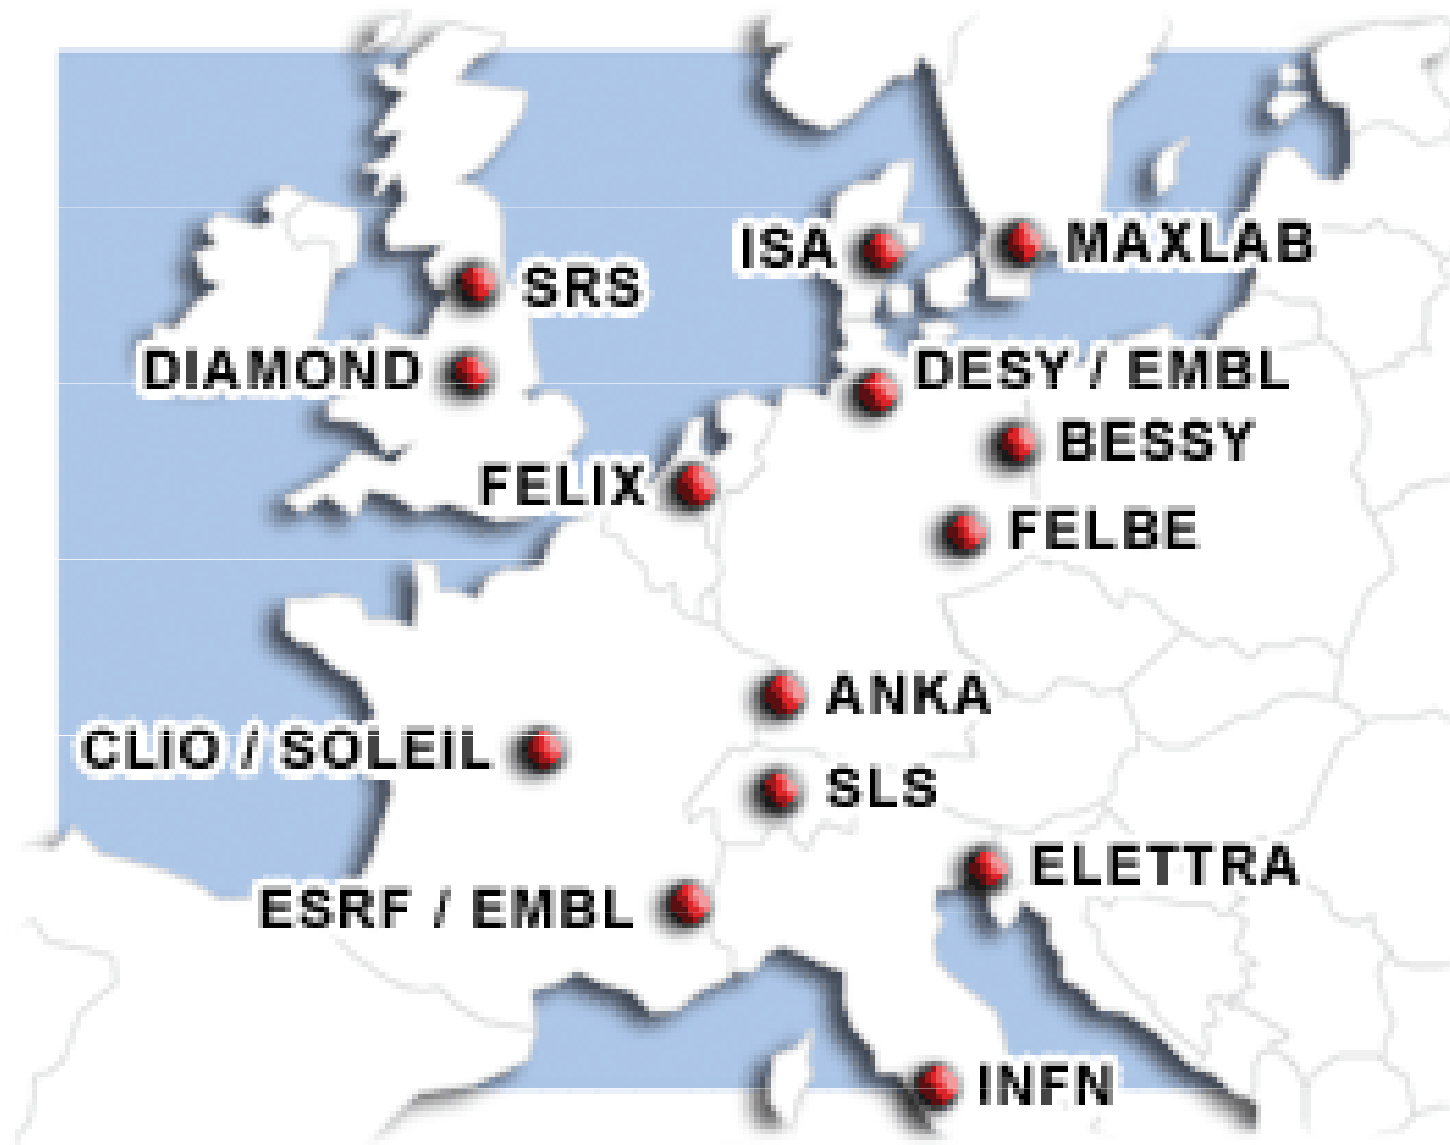 ISA
MAXLAB
SRS
DIAMOND
DESY / EMBL
BESSY
FELIX
FELBE
ANKA
CLIO / SOLEIL
SLS
ELETTRA
ESRF / EMBL
INFN